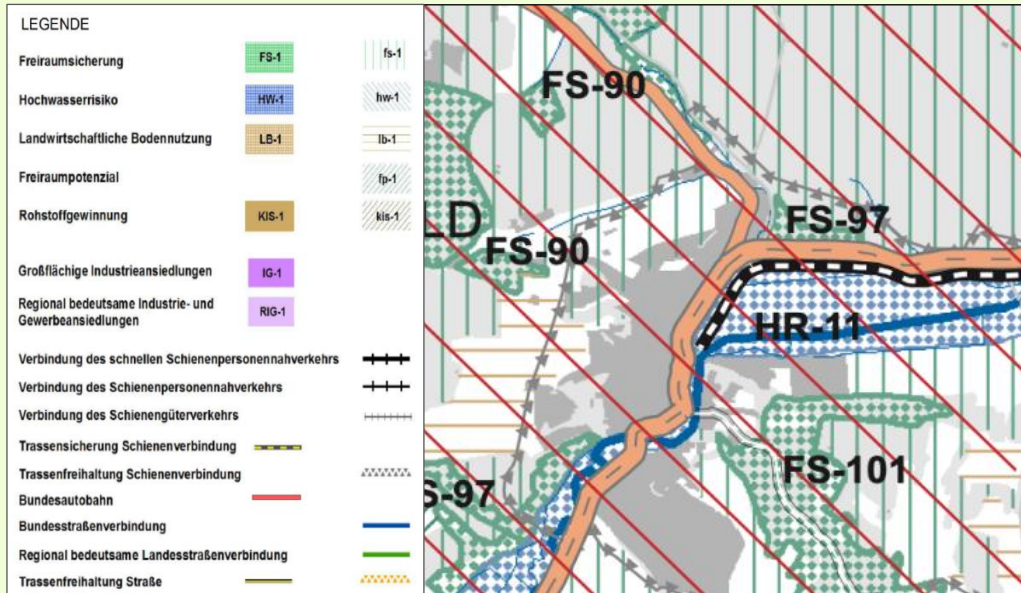 LEGENDE
Freiraumsicherung FS-1 fs-1
Hochwasserrisiko HW-1 hw-1
Landwirtschaftliche Bodennutzung LB-1 lb-1
Freiraumpotenzial fp-1
Rohstoffgewinnung KIS-1 kis-1
Großflächige Industrieansiedlungen IG-1
Regional bedeutsame Industrie- und
Gewerbeansiedlungen RIG-1
Verbindung des schnellen Schienenpersonennahverkehrs
Verbindung des Schienenpersonennahverkehrs
Verbindung des Schienengüterverkehrs
Trassensicherung Schienenverbindung
Trassenfreihaltung Schienenverbindung
Bundesautobahn
Bundesstraßenverbindung
Regional bedeutsame Landesstraßenverbindung
Trassenfreihaltung Straße
FS-90
FS-97
LD
FS-90
HR-11
FS-101
S-97